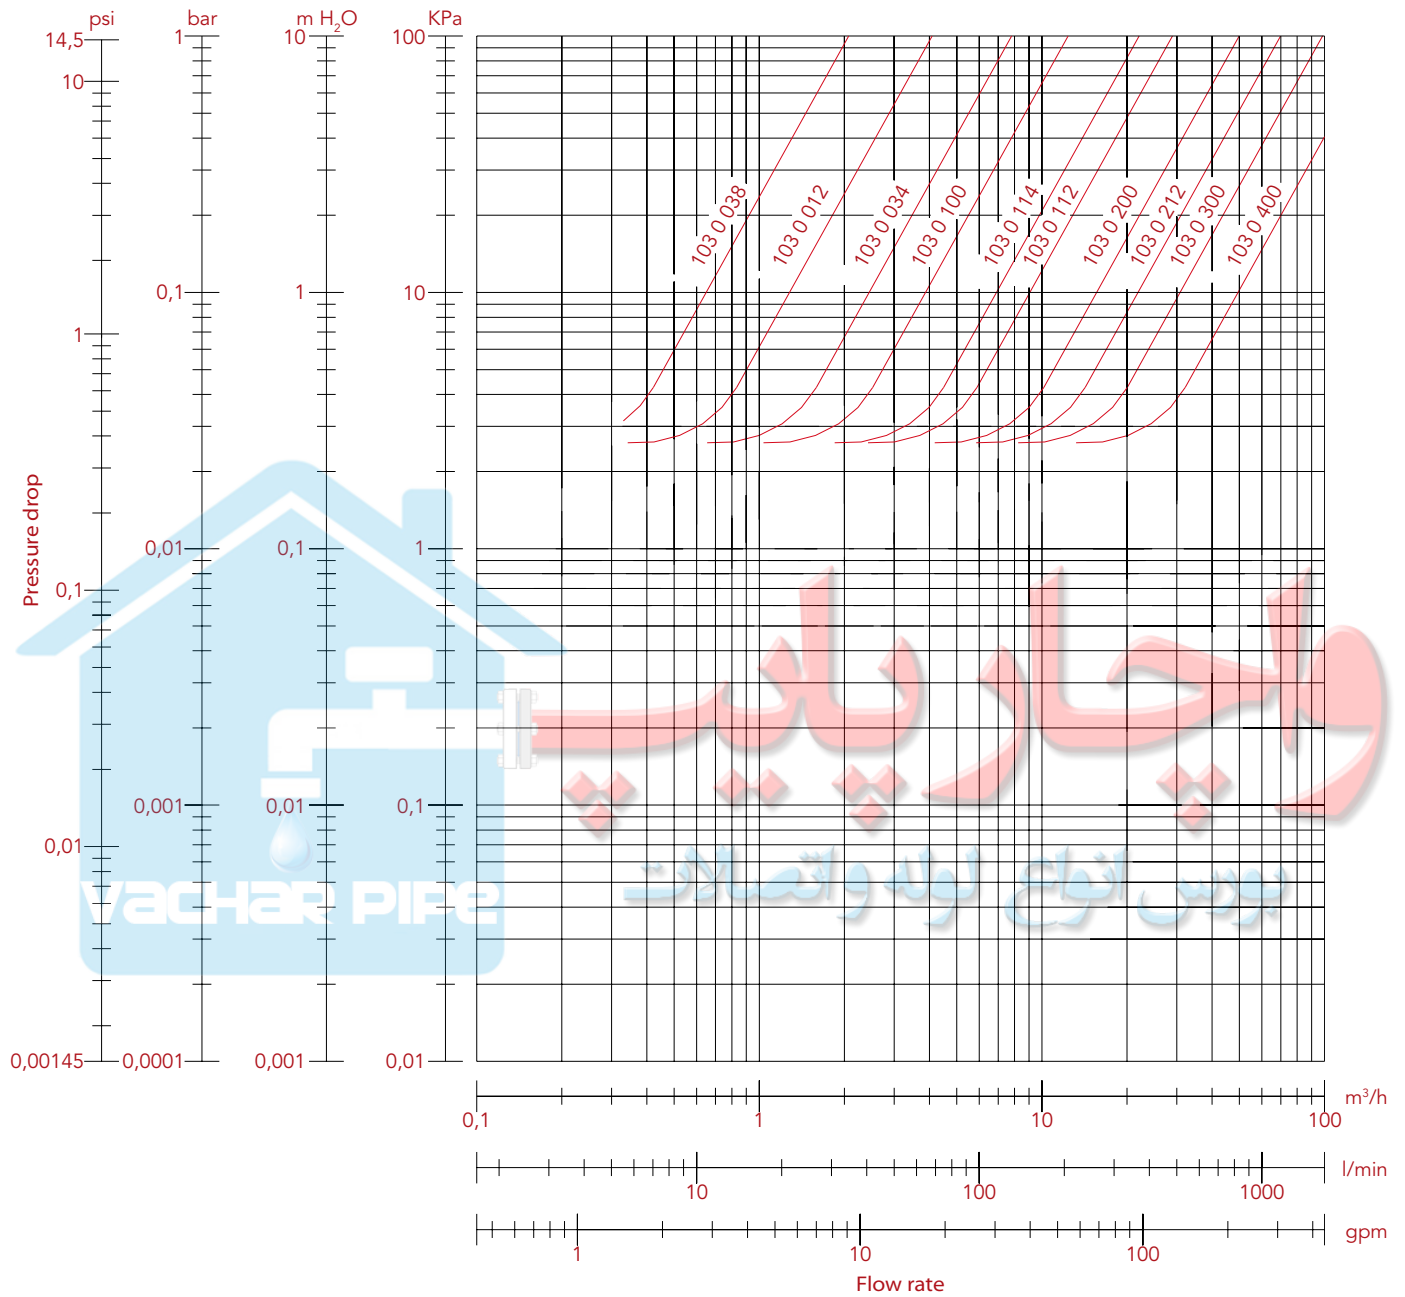 psi bar m H₂O KPa
14,5 1 10 100
10
103 0 038 103 0 012 103 0 034 103 0 100 103 0 114 103 0 112 103 0 200 103 0 212 103 0 300 103 0 400
0,1 1 10
1
Pressure drop
0,01 0,1 1
0,1
واچار پایپ
0,001 0,01 0,1
0,01
بورس انواع لوله و اتصالات
VACHAR PIPE
0,00145 0,0001 0,001 0,01
m³/h
0,1 1 10 100
l/min
10 100 1000
gpm
1 10 100
Flow rate